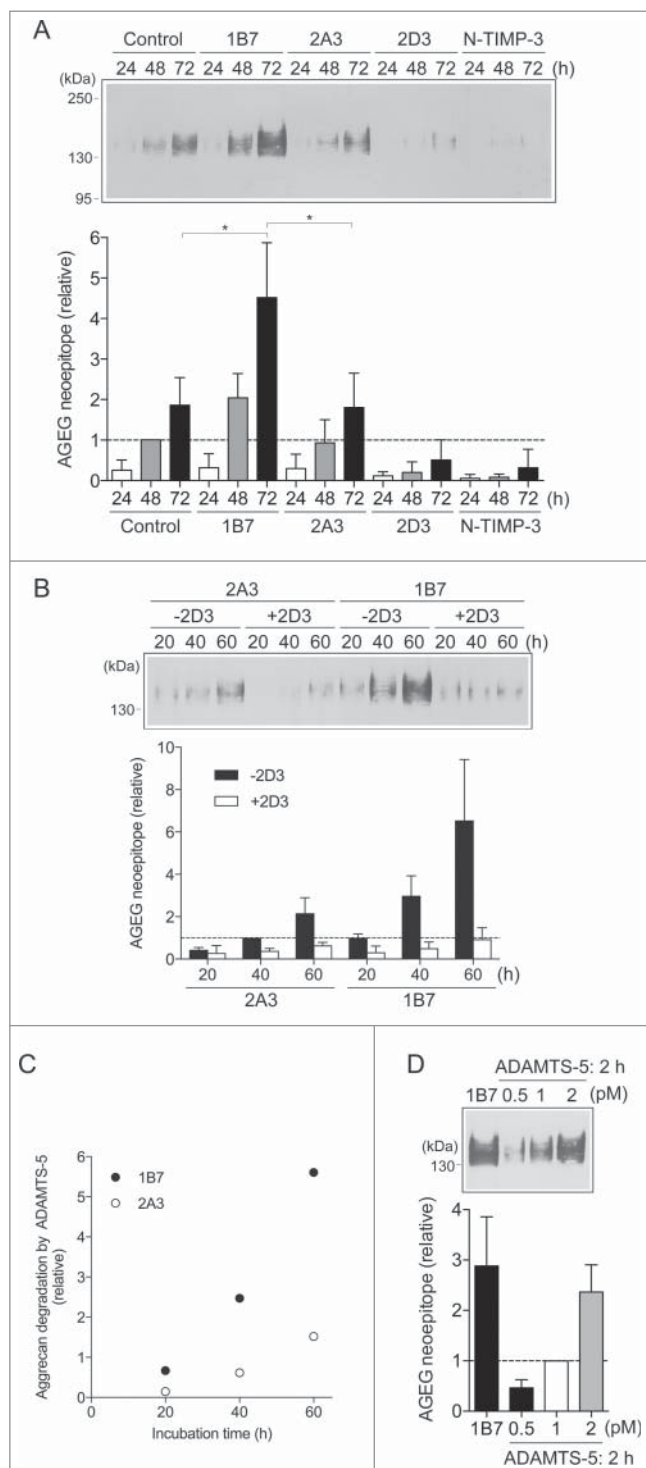 A
Control 1B7 2A3 2D3 N-TIMP-3
24 48 72 24 48 72 24 48 72 24 48 72 24 48 72 (h)
(kDa)
250
130
95
*
*
AGEG neoepitope (relative)
6
5
4
3
2
1
0
24 48 72 24 48 72 24 48 72 24 48 72 24 48 72 (h)
Control 1B7 2A3 2D3 N-TIMP-3
B
2A3 1B7
-2D3 +2D3 -2D3 +2D3
20 40 60 20 40 60 20 40 60 20 40 60 (h)
(kDa)
130
AGEG neoepitope (relative)
10
8
6
4
2
0
-2D3
+2D3
20 40 60 20 40 60 (h)
2A3 1B7
C
Aggrecan degradation by ADAMTS-5
(relative)
6
5
4
3
2
1
0
1B7
2A3
0 20 40 60
Incubation time (h)
D
ADAMTS-5: 2 h
1B7 0.5 1 2 (pM)
(kDa)
130
AGEG neoepitope (relative)
4
3
2
1
0
1B7 0.5 1 2 (pM)
ADAMTS-5: 2 h